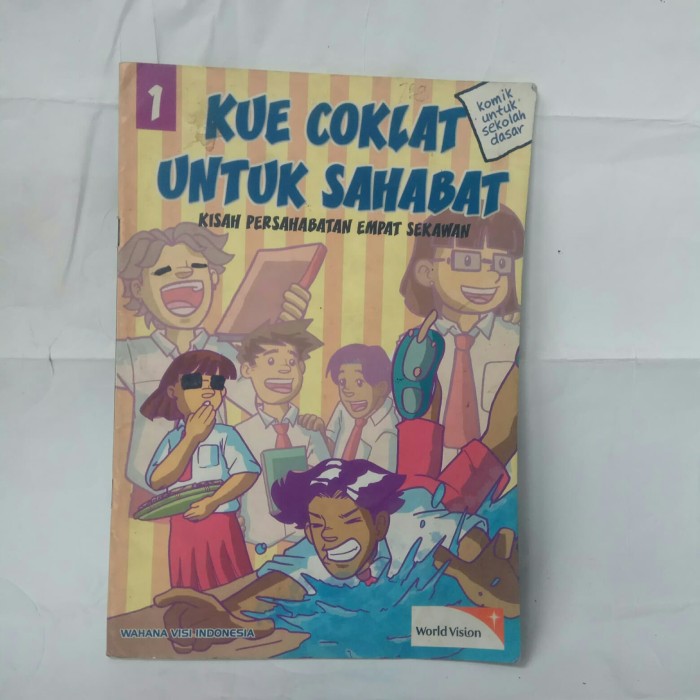 1
KUE COKLAT
UNTUK SAHABAT
KISAH PERSAHABATAN EMPAT SEKAWAN
komik
untuk
sekolah
dasar
WAHANA VISI INDONESIA
World Vision